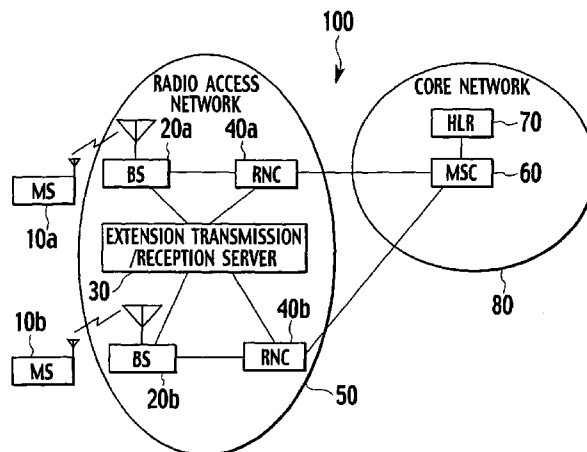 100
RADIO ACCESS
NETWORK
CORE NETWORK
20a
40a
HLR
70
BS
RNC
MSC
60
MS
10a
EXTENSION TRANSMISSION
/RECEPTION SERVER
30
80
10b
40b
MS
BS
RNC
20b
50